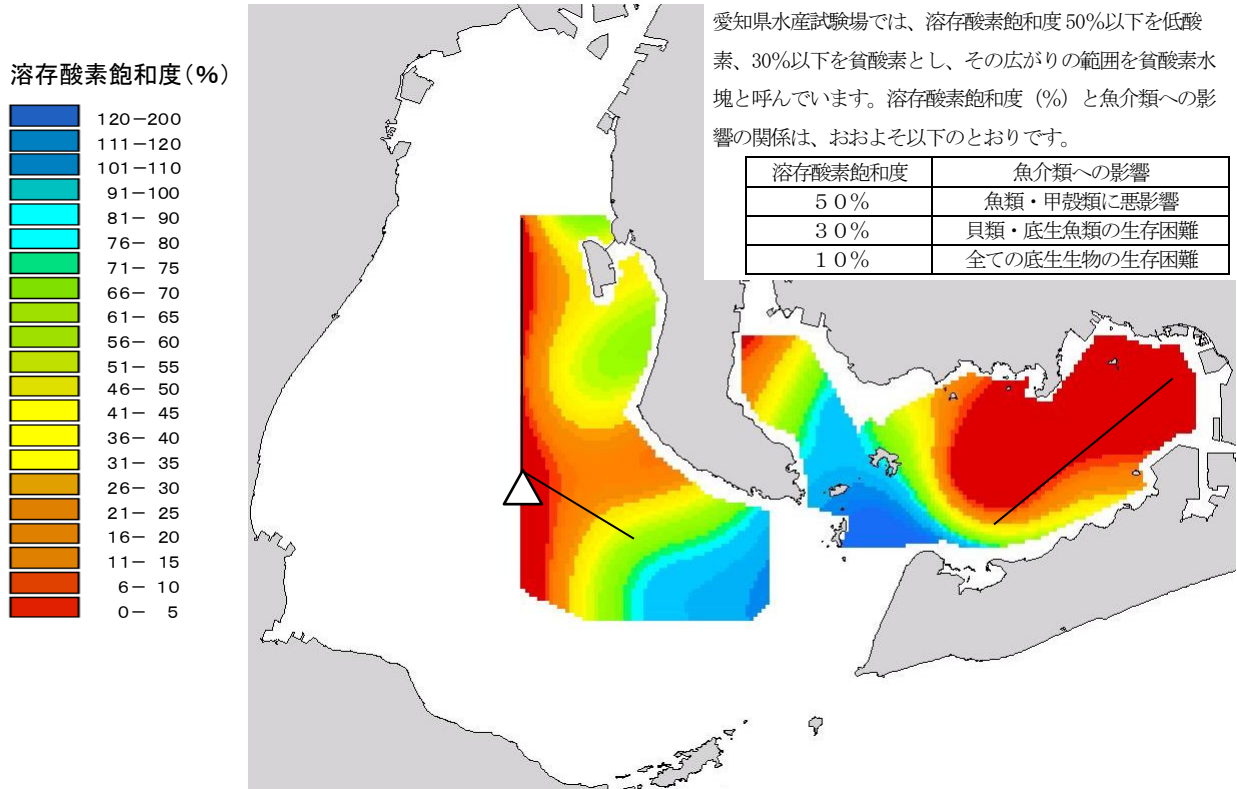 愛知県水産試験場では、溶存酸素飽和度 50%以下を低酸
素、30%以下を貧酸素とし、その広がりの範囲を貧酸素水
塊と呼んでいます。溶存酸素飽和度（%）と魚介類への影
響の関係は、おおよそ以下のとおりです。
溶存酸素飽和度 魚介類への影響
５０% 魚類・甲殻類に悪影響
３０% 貝類・底生魚類の生存困難
１０% 全ての底生生物の生存困難
溶存酸素飽和度(%)
120-200
111-120
101-110
91-100
81- 90
76- 80
71- 75
66- 70
61- 65
56- 60
51- 55
46- 50
41- 45
36- 40
31- 35
26- 30
21- 25
16- 20
11- 15
6- 10
0- 5